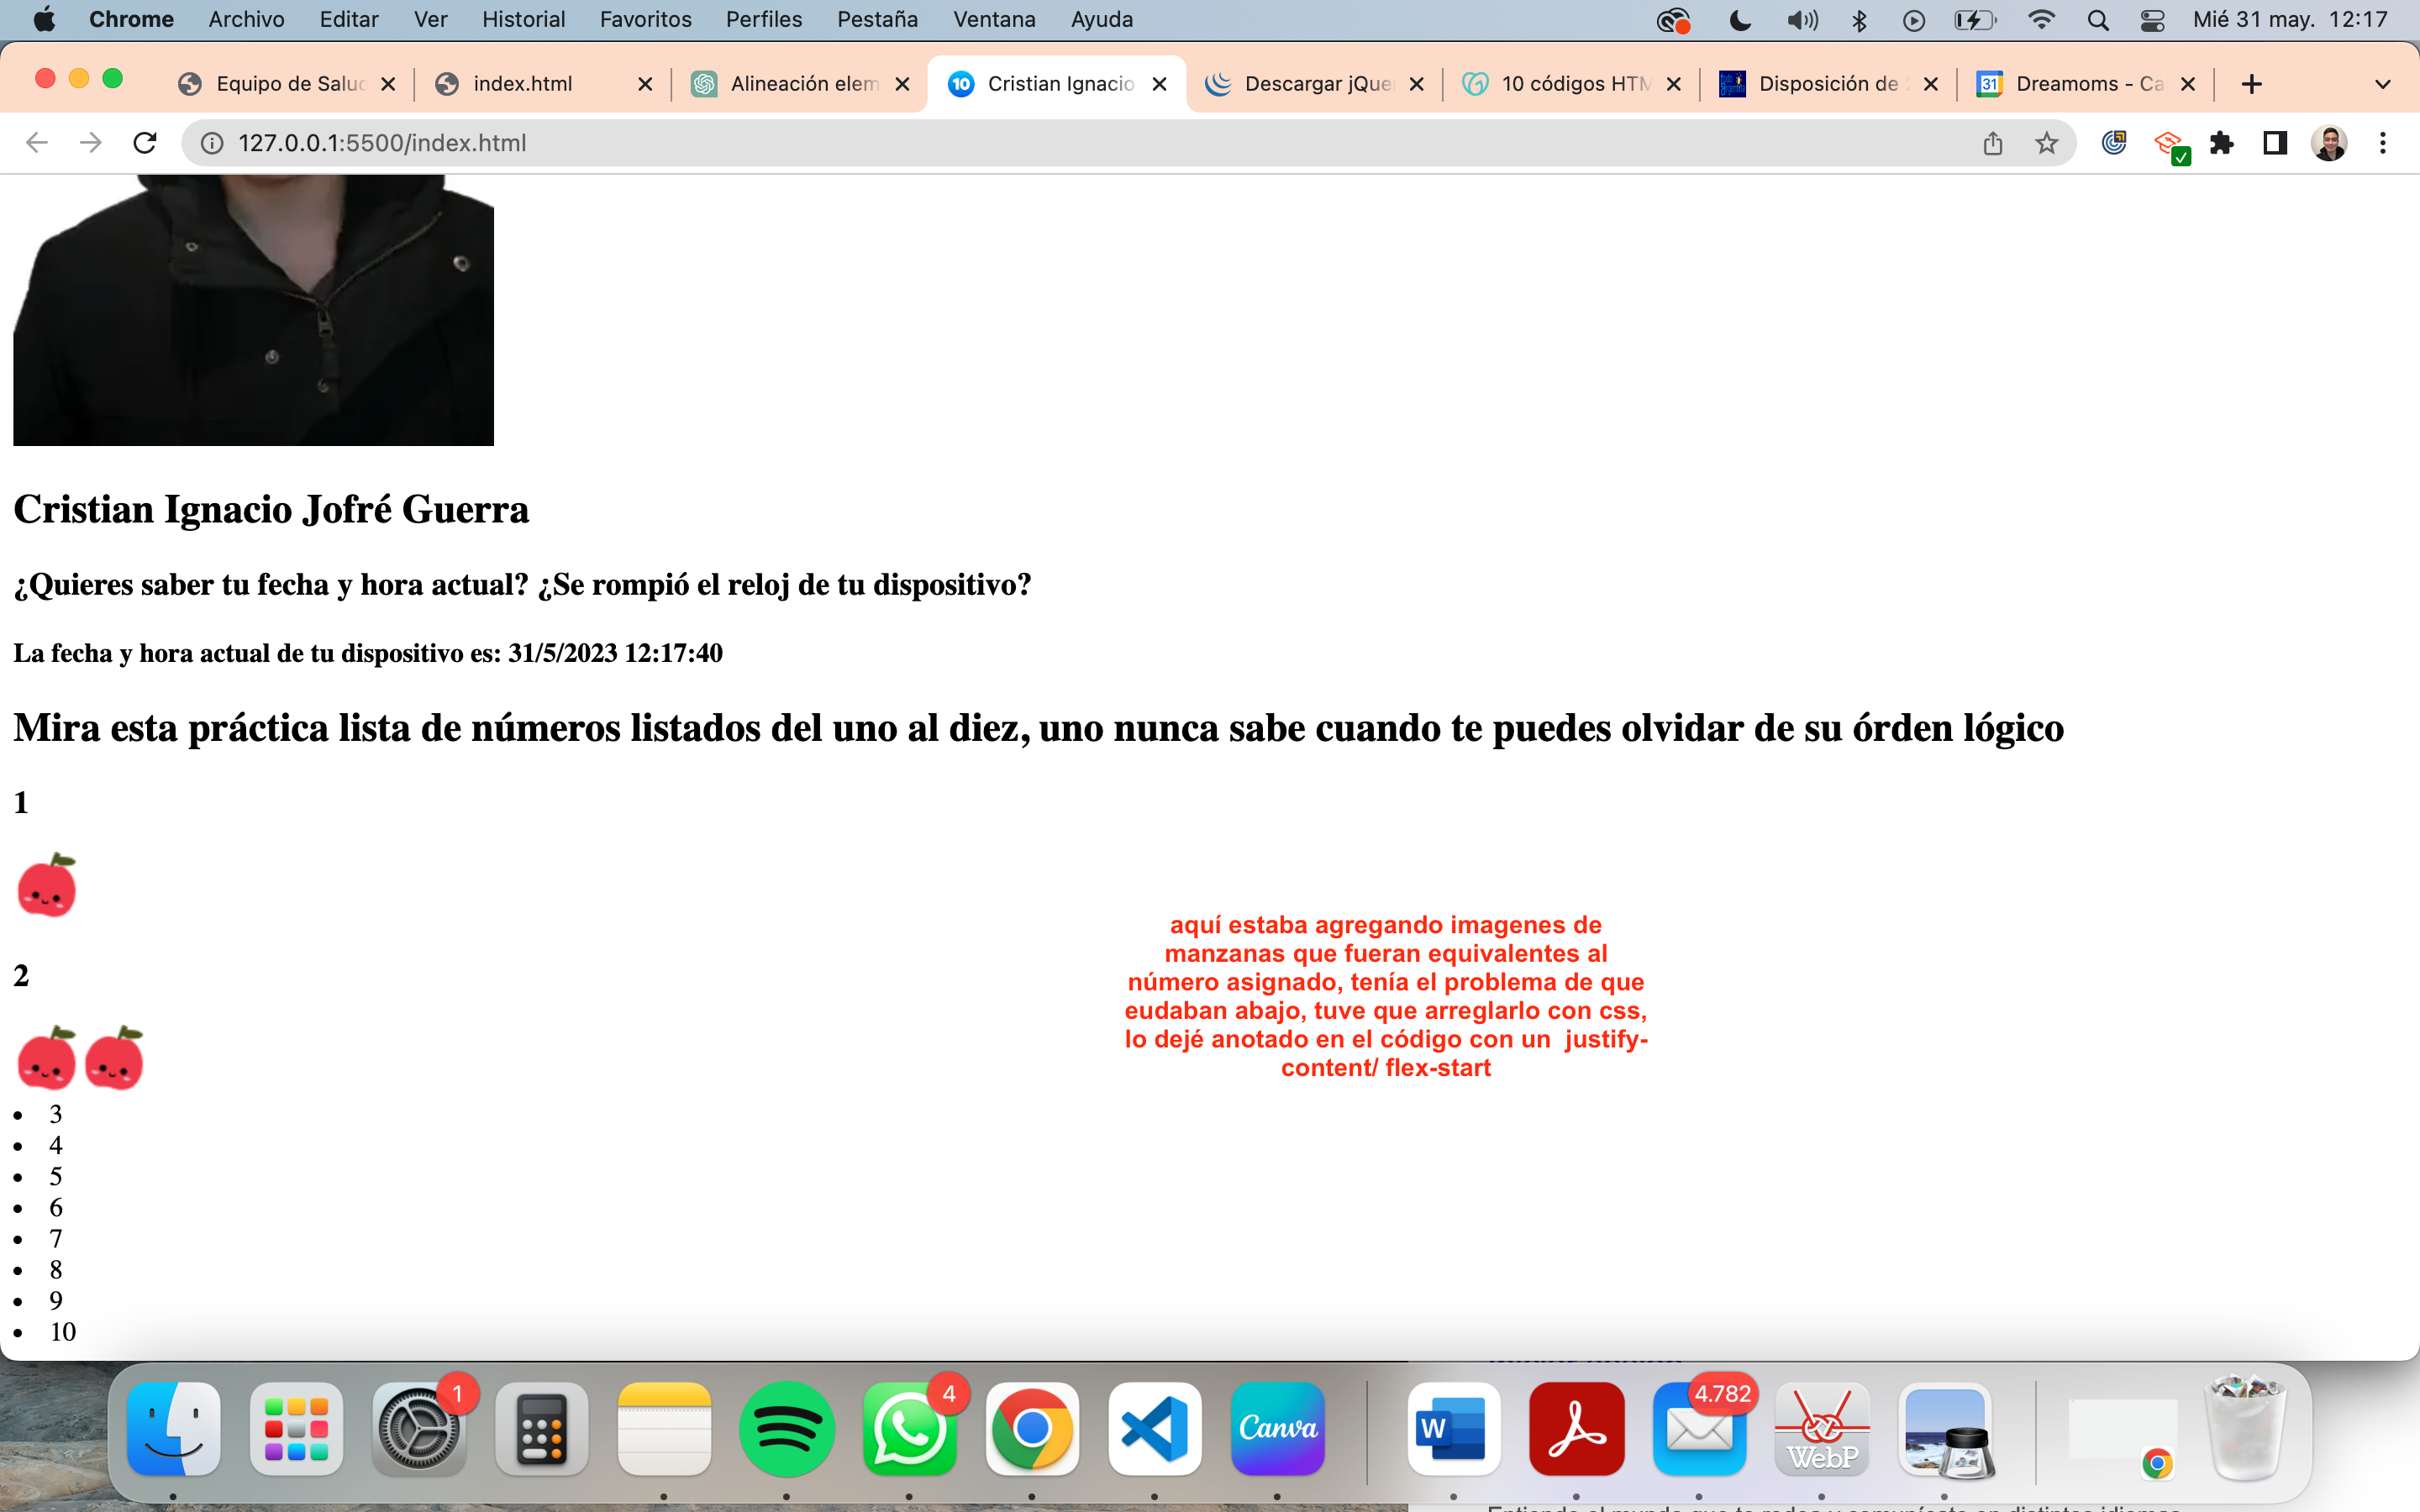 Chrome Archivo Editar Ver Historial Favoritos Perfiles Pestaña Ventana Ayuda Mié 31 may. 12:17
Equipo de Saluc index.html Alineación elem 10 Cristian Ignacio Descargar jQue 10 códigos HTM Disposición de 31 Dreamoms - Ca
127.0.0.1:5500/index.html
Cristian Ignacio Jofré Guerra
¿Quieres saber tu fecha y hora actual? ¿Se rompió el reloj de tu dispositivo?
La fecha y hora actual de tu dispositivo es: 31/5/2023 12:17:40
Mira esta práctica lista de números listados del uno al diez, uno nunca sabe cuando te puedes olvidar de su órden lógico
1
2
aquí estaba agregando imagenes de
manzanas que fueran equivalentes al
número asignado, tenía el problema de que
eudaban abajo, tuve que arreglarlo con css,
lo dejé anotado en el código con un justify-
content/ flex-start
• 3
• 4
• 5
• 6
• 7
• 8
• 9
• 10
1 4 Canva W 4.782 WebP